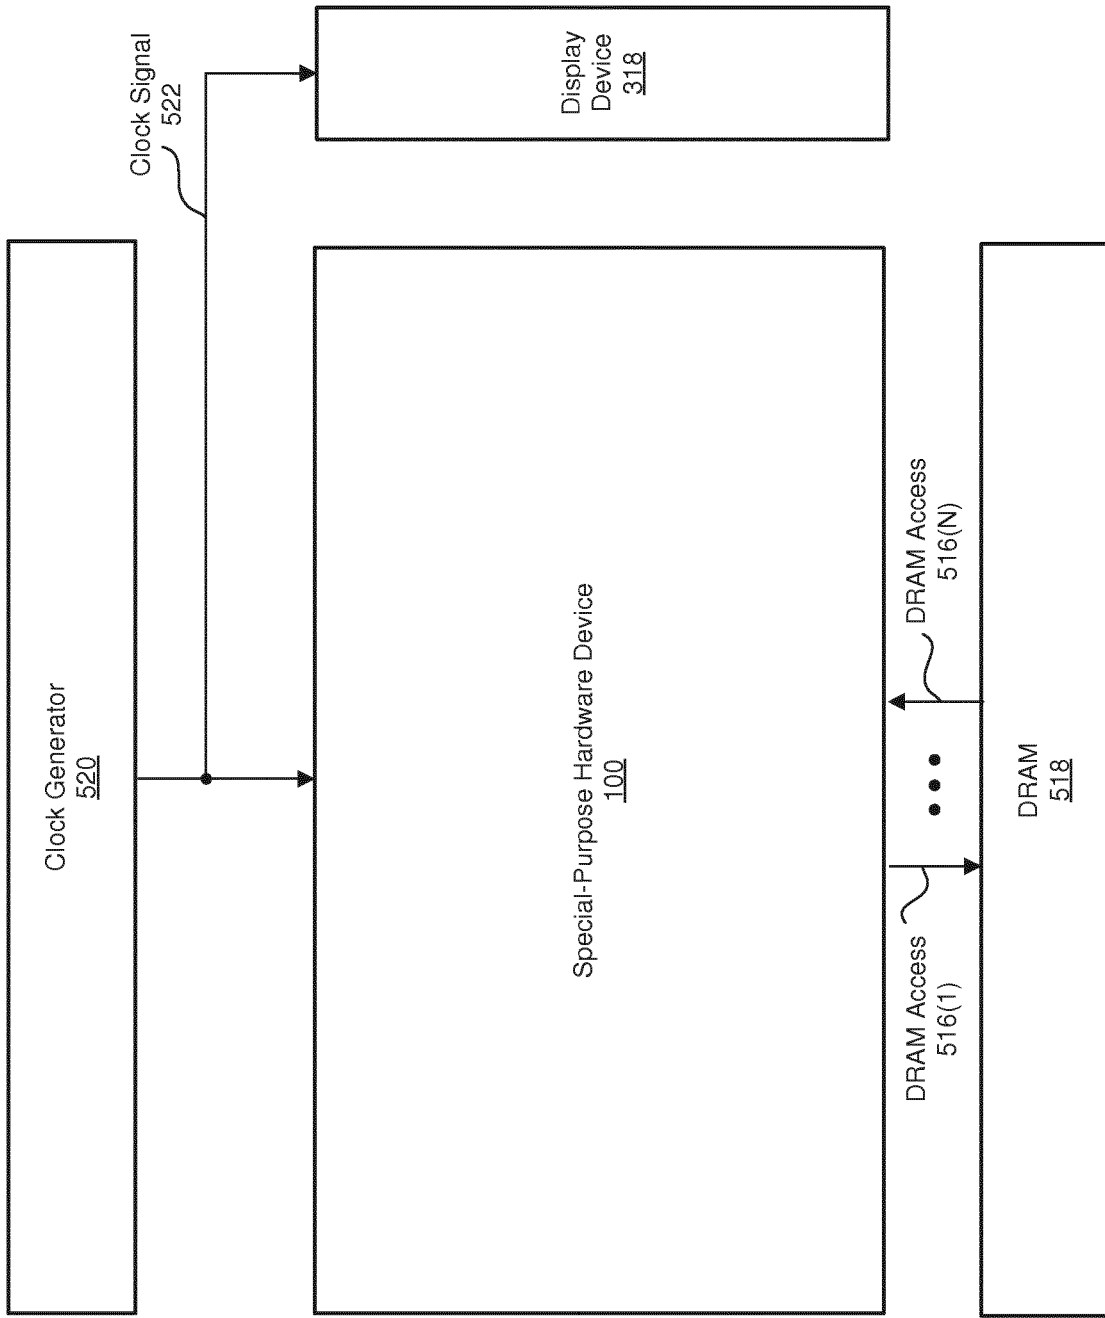 Clock Generator
520
Clock Signal
522
Special-Purpose Hardware Device
100
Display
Device
318
DRAM Access
516(1)
DRAM Access
516(N)
DRAM
518